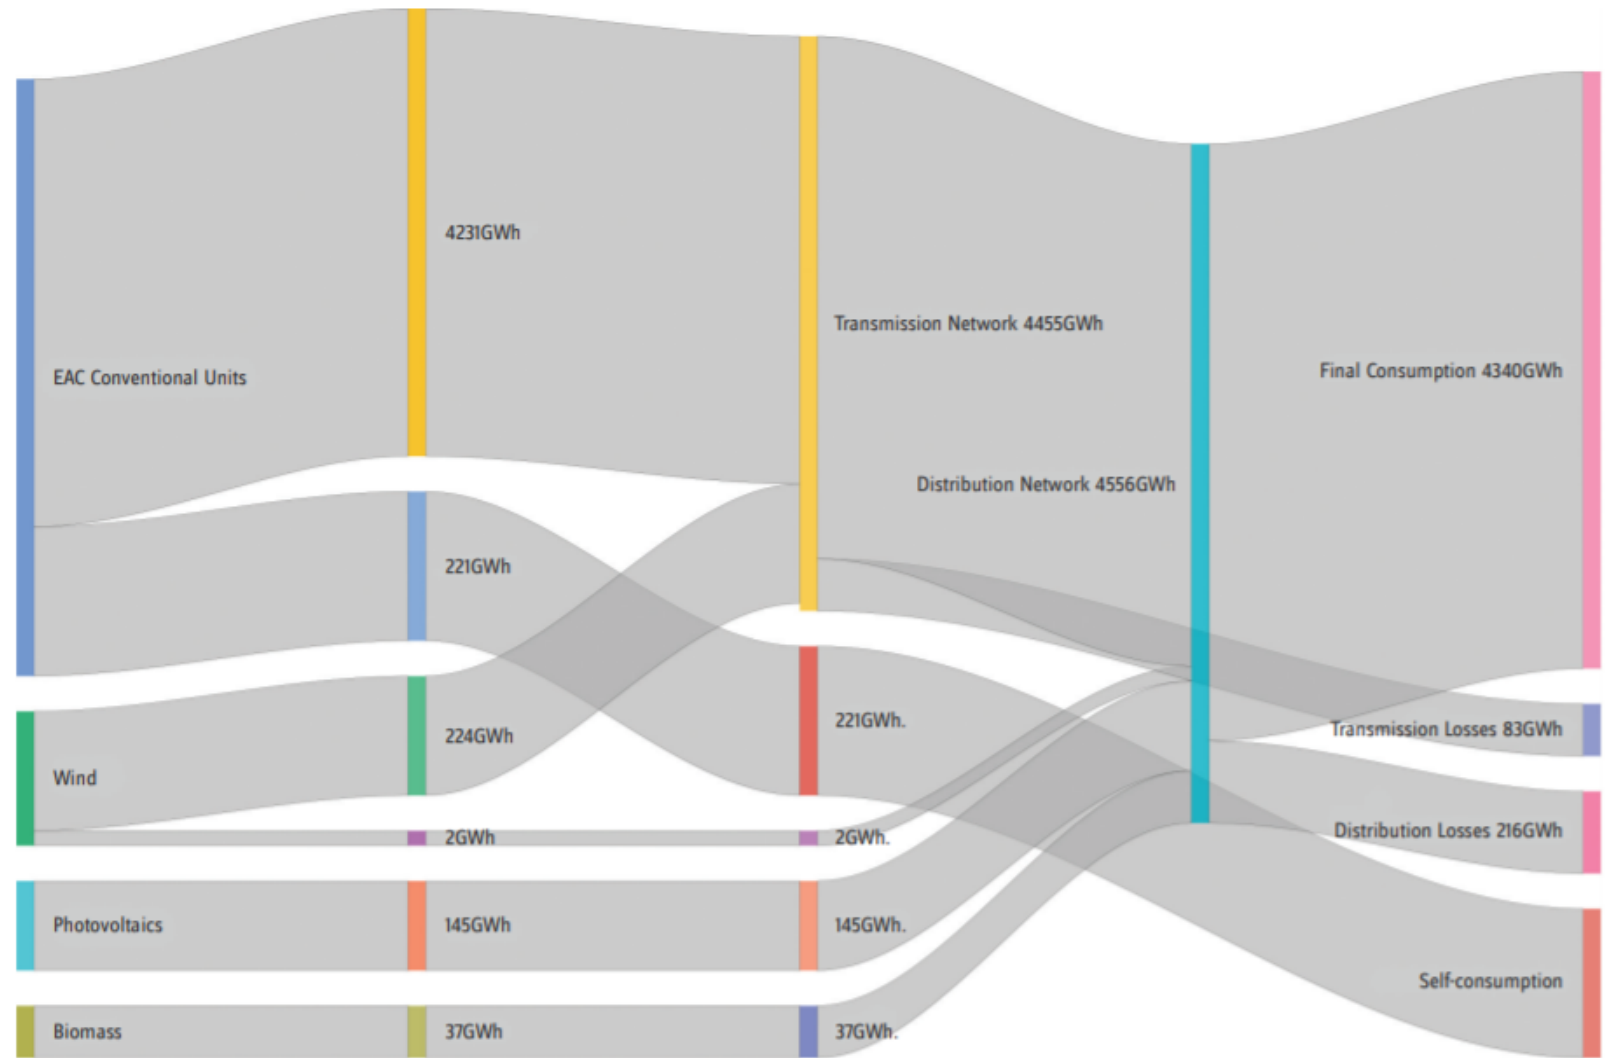 EAC Conventional Units
Wind
Photovoltaics
Biomass
4231GWh
221GWh
224GWh
2GWh
145GWh
37GWh
Transmission Network 4455GWh
221GWh.
2GWh.
145GWh.
37GWh.
Distribution Network 4556GWh
Final Consumption 4340GWh
Transmission Losses 83GWh
Distribution Losses 216GWh
Self-consumption